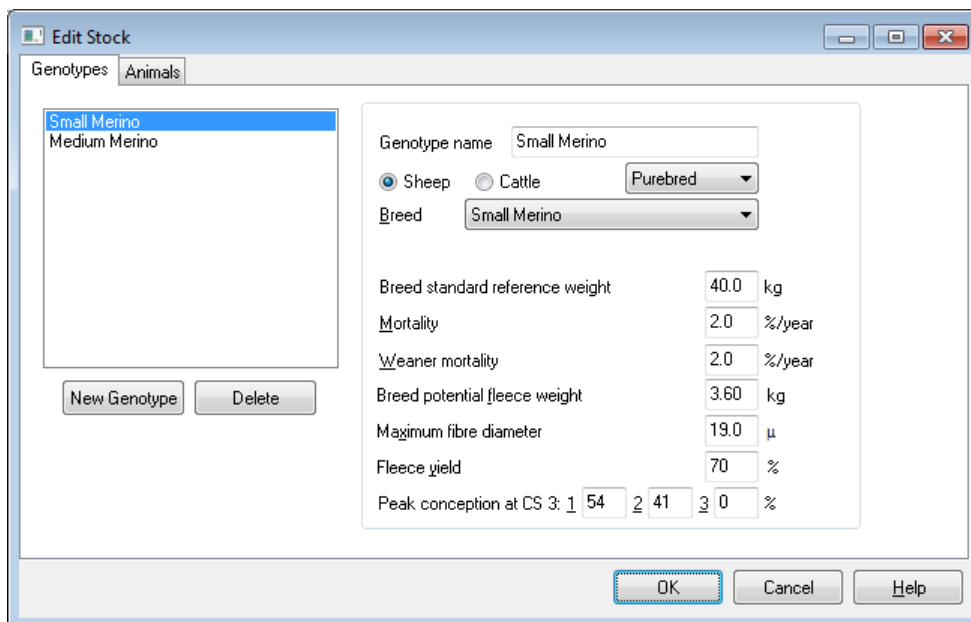 Edit Stock
Genotypes Animals
Small Merino
Medium Merino
New Genotype Delete
Genotype name Small Merino
Sheep Cattle Purebred
Breed Small Merino
Breed standard reference weight 40.0 kg
Mortality 2.0 %/year
Weaner mortality 2.0 %/year
Breed potential fleece weight 3.60 kg
Maximum fibre diameter 19.0 µ
Fleece yield 70 %
Peak conception at CS 3: 1 54 2 41 3 0 %
OK Cancel Help